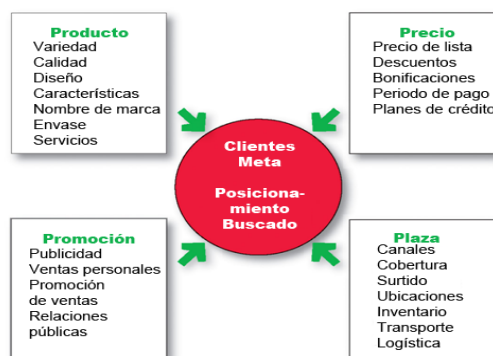 Producto
Variedad
Calidad
Diseño
Características
Nombre de marca
Envase
Servicios
Precio
Precio de lista
Descuentos
Bonificaciones
Periodo de pago
Planes de crédito
Clientes
Meta
Posiciona-
miento
Buscado
Promoción
Publicidad
Ventas personales
Promoción
de ventas
Relaciones
públicas
Plaza
Canales
Cobertura
Surtido
Ubicaciones
Inventario
Transporte
Logística